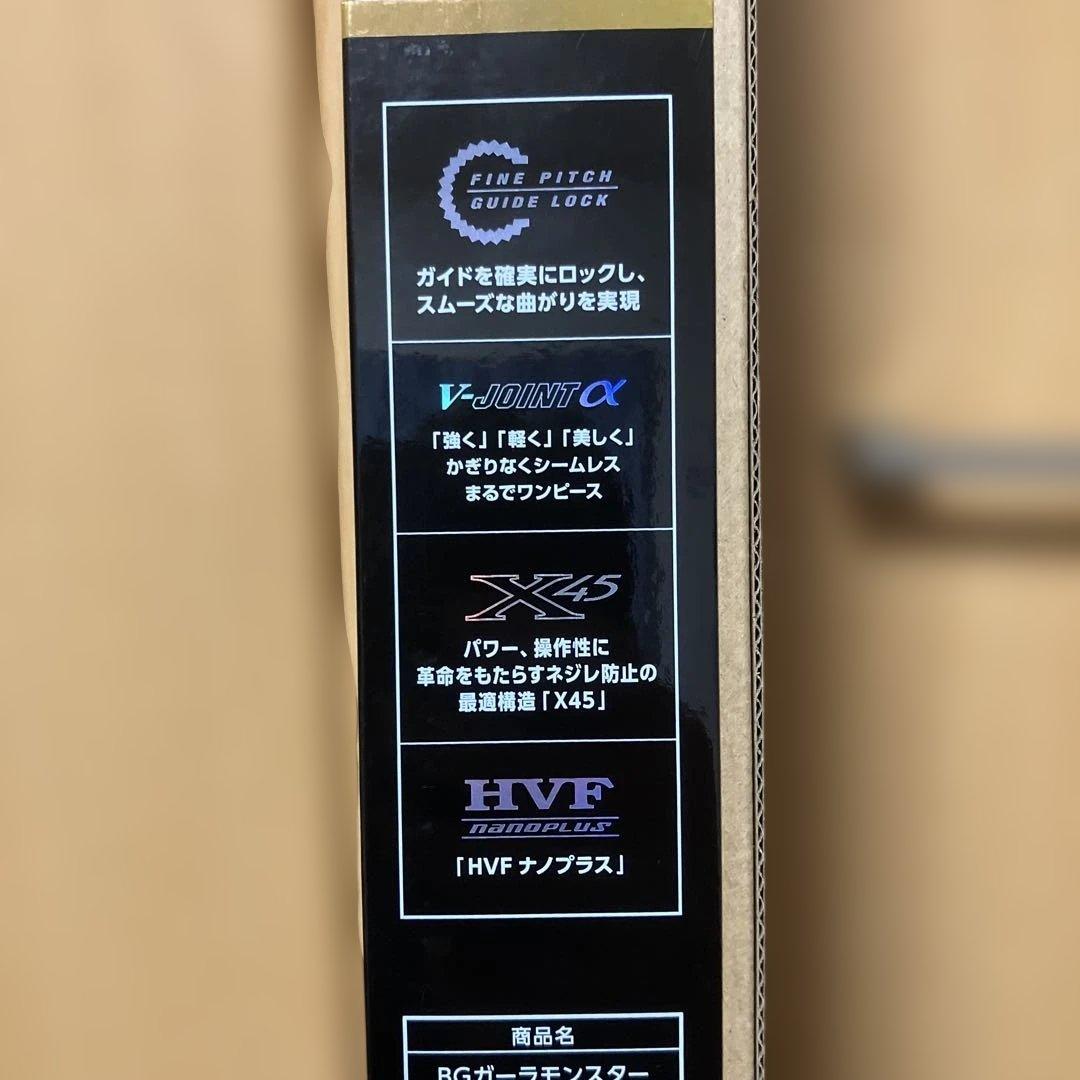 FINE PITCH
GUIDE LOCK
ガイドを確実にロックし、
スムーズな曲がりを実現
V-JOINT α
「強く」「軽く」「美しく」
かぎりなくシームレス
まるでワンピース
X45
パワー、操作性に
革命をもたらすネジレ防止の
最適構造「X45」
HVF
nanoPLUS
「HVF ナノプラス」
商品名
BGガーラモンスター